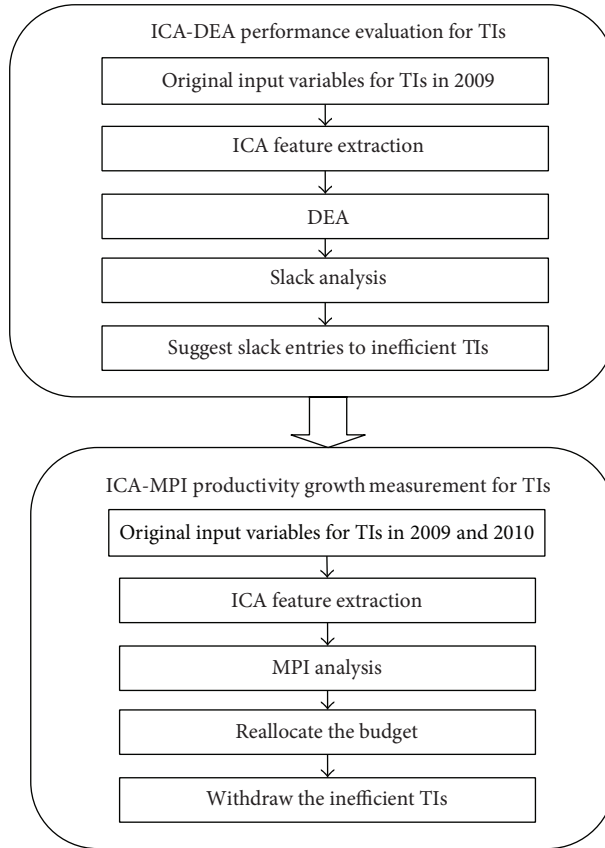 ICA-DEA performance evaluation for TIs
Original input variables for TIs in 2009
ICA feature extraction
DEA
Slack analysis
Suggest slack entries to inefficient TIs
ICA-MPI productivity growth measurement for TIs
Original input variables for TIs in 2009 and 2010
ICA feature extraction
MPI analysis
Reallocate the budget
Withdraw the inefficient TIs